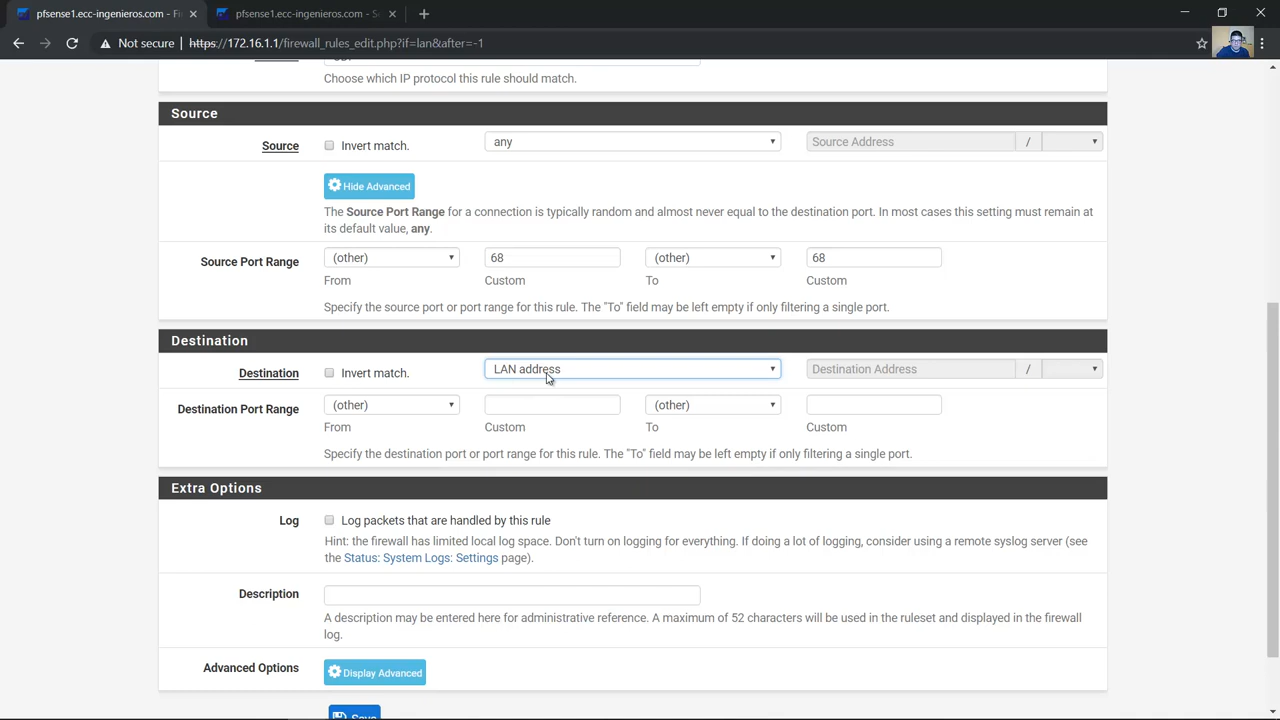 pfsense1.ecc-ingenieros.com - Fi
pfsense1.ecc-ingenieros.com - S
Not secure
https://172.16.1.1/firewall_rules_edit.php?if=lan&after=-1
Choose which IP protocol this rule should match.
Source
Source
Invert match.
any
Source Address
/
Hide Advanced
The Source Port Range for a connection is typically random and almost never equal to the destination port. In most cases this setting must remain at
its default value, any.
Source Port Range
(other)
68
(other)
68
From
Custom
To
Custom
Specify the source port or port range for this rule. The "To" field may be left empty if only filtering a single port.
Destination
Destination
Invert match.
LAN address
Destination Address
/
Destination Port Range
(other)
(other)
From
Custom
To
Custom
Specify the destination port or port range for this rule. The "To" field may be left empty if only filtering a single port.
Extra Options
Log
Log packets that are handled by this rule
Hint: the firewall has limited local log space. Don't turn on logging for everything. If doing a lot of logging, consider using a remote syslog server (see
the Status: System Logs: Settings page).
Description
A description may be entered here for administrative reference. A maximum of 52 characters will be used in the ruleset and displayed in the firewall
log.
Advanced Options
Display Advanced
Save